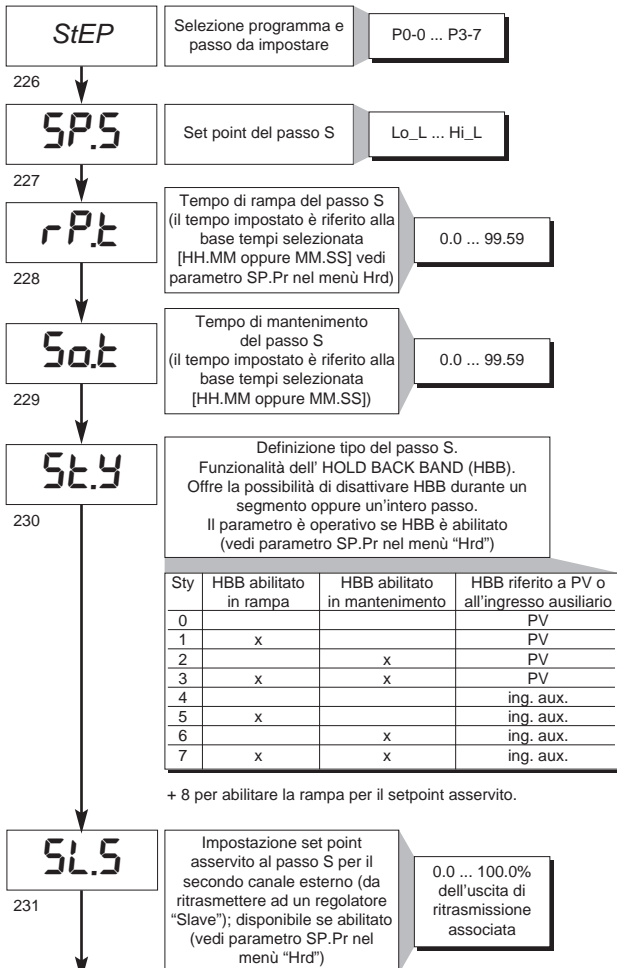 StEP
Selezione programma e
passo da impostare
P0-0 ... P3-7
226
SP.S
Set point del passo S
Lo_L ... Hi_L
227
rP.t
Tempo di rampa del passo S
(il tempo impostato è riferito alla
base tempi selezionata
[HH.MM oppure MM.SS] vedi
parametro SP.Pr nel menù Hrd)
0.0 ... 99.59
228
So.t
Tempo di mantenimento
del passo S
(il tempo impostato è riferito alla
base tempi selezionata
[HH.MM oppure MM.SS])
0.0 ... 99.59
229
St.y
Definizione tipo del passo S.
Funzionalità dell' HOLD BACK BAND (HBB).
Offre la possibilità di disattivare HBB durante un
segmento oppure un'intero passo.
Il parametro è operativo se HBB è abilitato
(vedi parametro SP.Pr nel menù “Hrd”)
230
Sty HBB abilitato HBB abilitato HBB riferito a PV o
in rampa in mantenimento all'ingresso ausiliario
0 PV
1 x PV
2 x PV
3 x x PV
4 ing. aux.
5 x ing. aux.
6 x ing. aux.
7 x x ing. aux.
+ 8 per abilitare la rampa per il setpoint asservito.
SL.S
Impostazione set point
asservito al passo S per il
secondo canale esterno (da
ritrasmettere ad un regolatore
“Slave”); disponibile se abilitato
(vedi parametro SP.Pr nel
menù “Hrd”)
0.0 ... 100.0%
dell'uscita di
ritrasmissione
associata
231